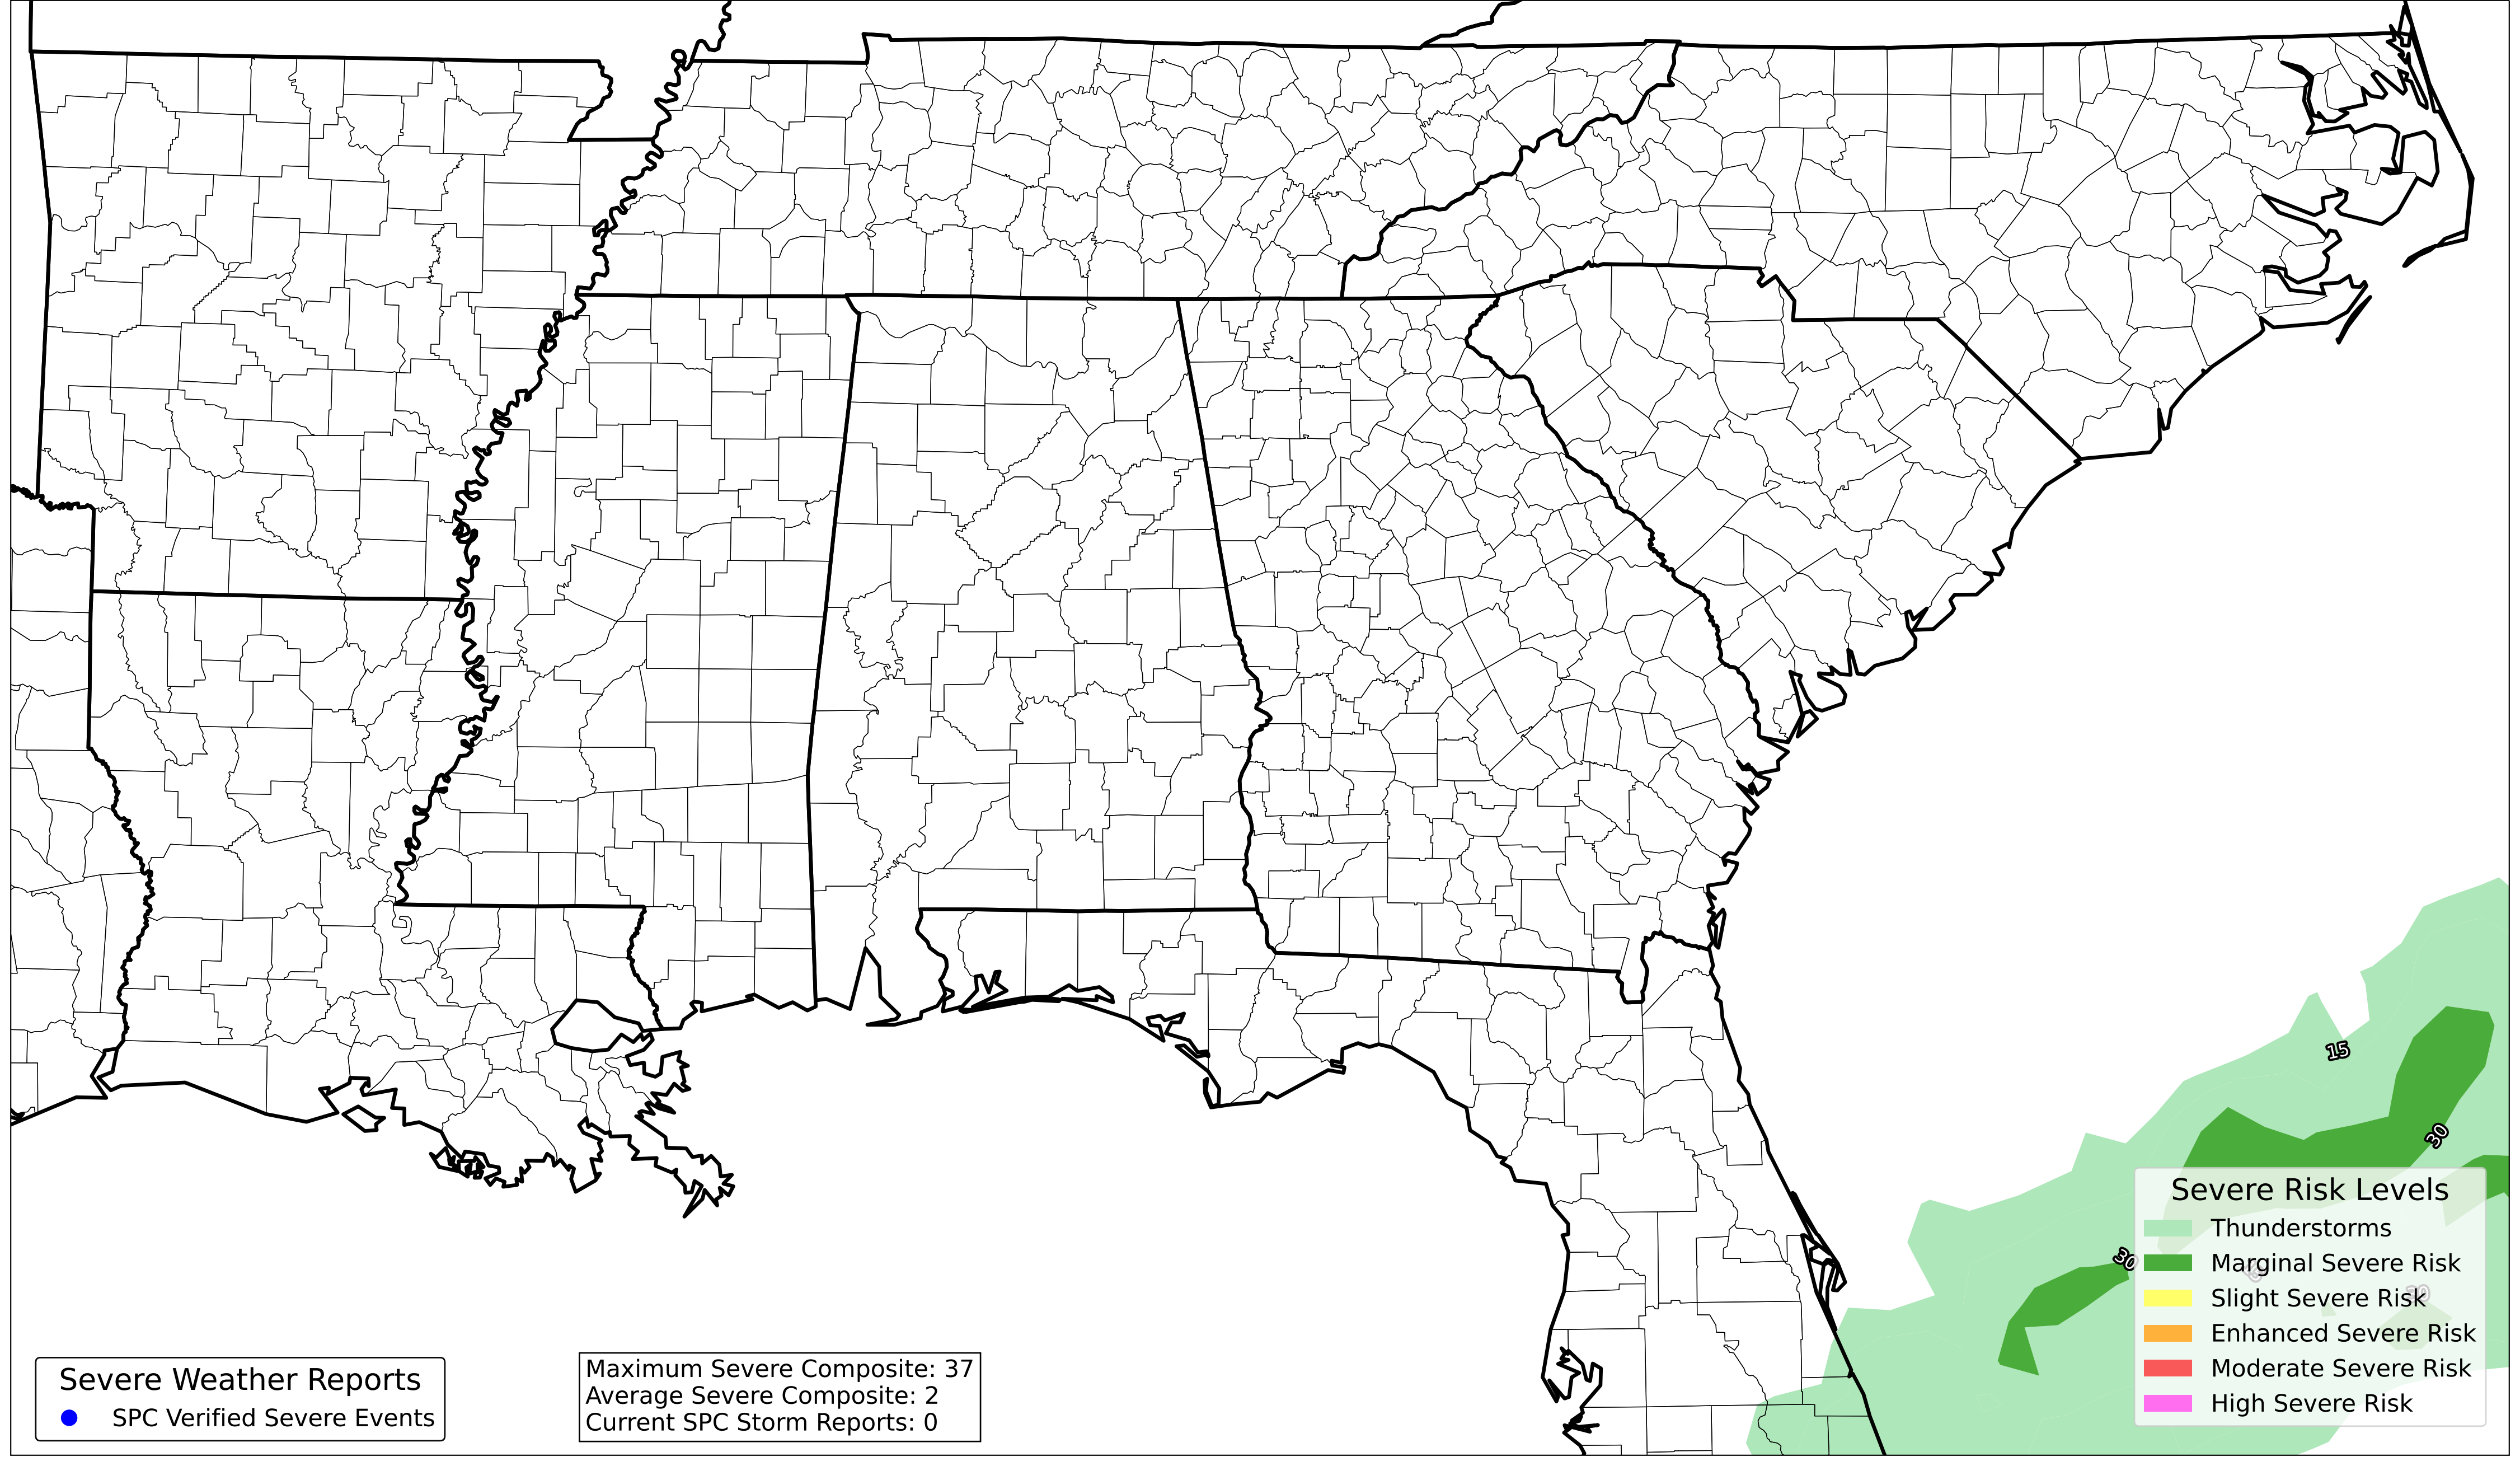 15
30
30
Severe Risk Levels
Thunderstorms
Marginal Severe Risk
Slight Severe Risk
Enhanced Severe Risk
Moderate Severe Risk
High Severe Risk
Severe Weather Reports
SPC Verified Severe Events
Maximum Severe Composite: 37
Average Severe Composite: 2
Current SPC Storm Reports: 0